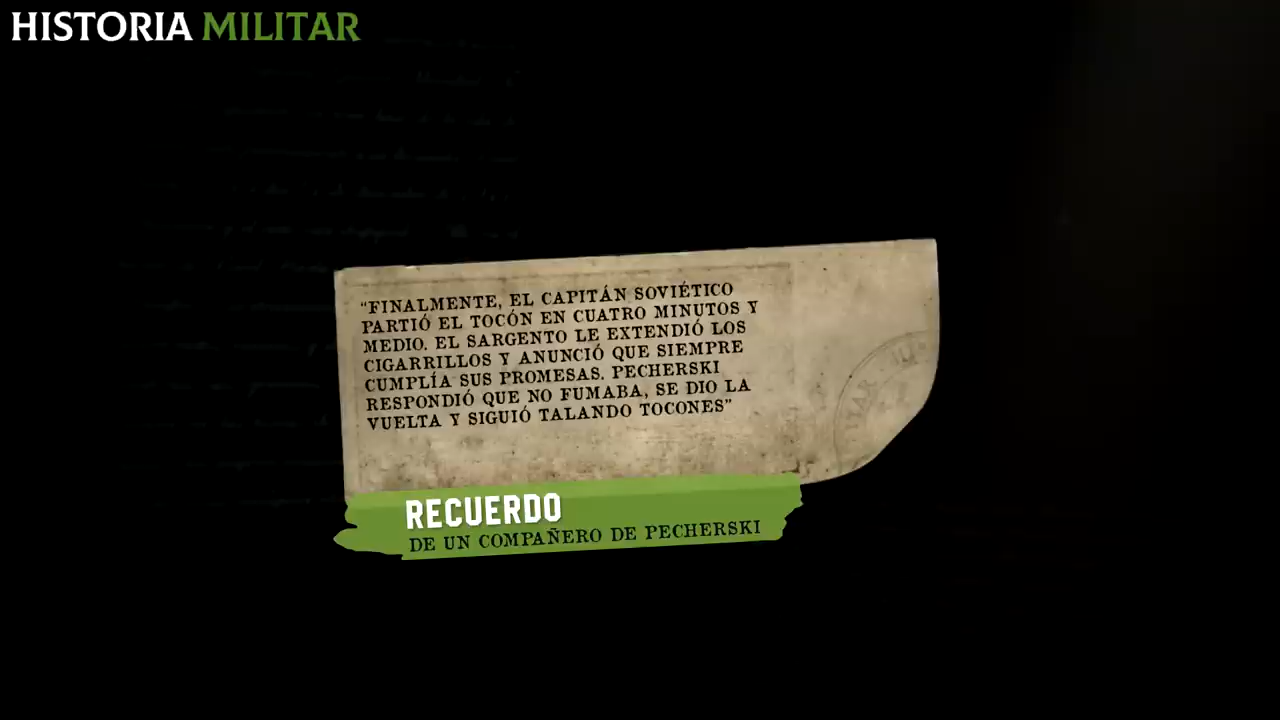 HISTORIA MILITAR
“FINALMENTE, EL CAPITÁN SOVIÉTICO
PARTIÓ EL TOCÓN EN CUATRO MINUTOS Y
MEDIO. EL SARGENTO LE EXTENDIÓ LOS
CIGARRILLOS Y ANUNCIÓ QUE SIEMPRE
CUMPLÍA SUS PROMESAS. PECHERSKI
RESPONDIÓ QUE NO FUMABA, SE DIO LA
VUELTA Y SIGUIÓ TALANDO TOCONES”
RECUERDO
DE UN COMPAÑERO DE PECHERSKI